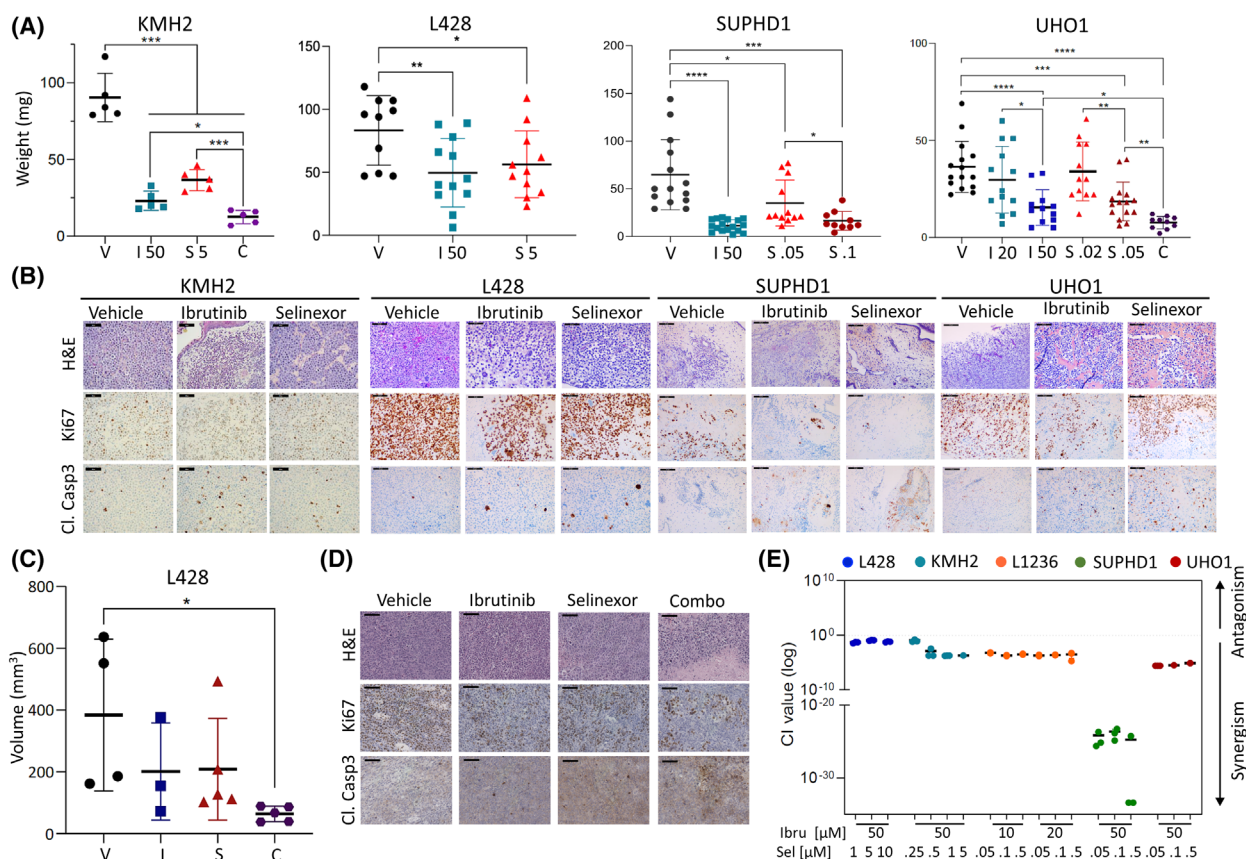 (A)
KMH2
L428
SUPHD1
UHO1
Weight (mg)
100
50
0
***
*
***
V I 50 S 5 C
150
100
50
0
*
**
V I 50 S 5
200
150
100
50
0
***
*
****
*
V I 50 S .05 S .1
100
50
0
****
***
****
*
*
**
**
V I 20 I 50 S .02 S .05 C
(B)
KMH2 L428 SUPHD1 UHO1
Vehicle Ibrutinib Selinexor Vehicle Ibrutinib Selinexor Vehicle Ibrutinib Selinexor Vehicle Ibrutinib Selinexor
H&E
Ki67
Cl. Casp3
(C)
L428
Volume (mm³)
800
600
400
200
0
*
V I S C
(D)
Vehicle Ibrutinib Selinexor Combo
H&E
Ki67
Cl. Casp3
(E)
L428 KMH2 L1236 SUPHD1 UHO1
CI value (log)
10¹⁰
10⁰
10⁻¹⁰
10⁻²⁰
10⁻³⁰
Antagonism
Synergism
Ibru [µM] 50 50 10 20 50 50
Sel [µM] 1 5 10 .25 .5 1 5 .05 .1 .5 .05 .1 .5 .05 .1 .5 .05 .1 .5